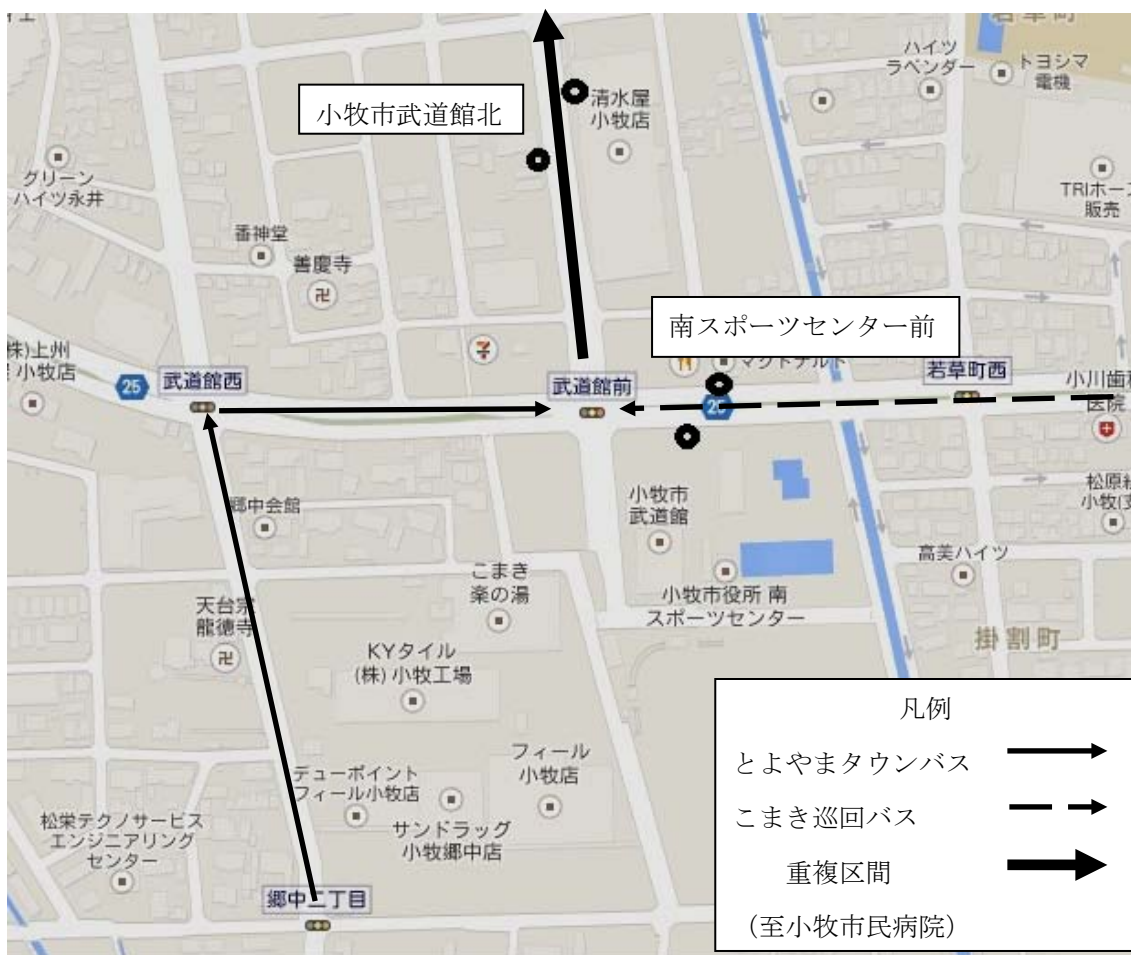 若草町
ハイツ
ラベンダー
トヨシマ
電機
清水屋
小牧店
小牧市武道館北
グリーン
ハイツ永井
TRIホース
販売
番神堂
善慶寺
南スポーツセンター前
マクドナルド
株)上州
小牧店
25
武道館西
武道館前
25
若草町西
小川歯科
医院
郷中会館
小牧市
武道館
松原
小牧(支
こまき
楽の湯
高美ハイツ
天台宗
龍徳寺
小牧市役所 南
スポーツセンター
掛割町
KYタイル
(株) 小牧工場
フィール
小牧店
デューポイント
フィール小牧店
サンドラッグ
小牧郷中店
松栄テクノサービス
エンジニアリング
センター
郷中二丁目
凡例
とよやまタウンバス
こまき巡回バス
重複区間
(至小牧市民病院)